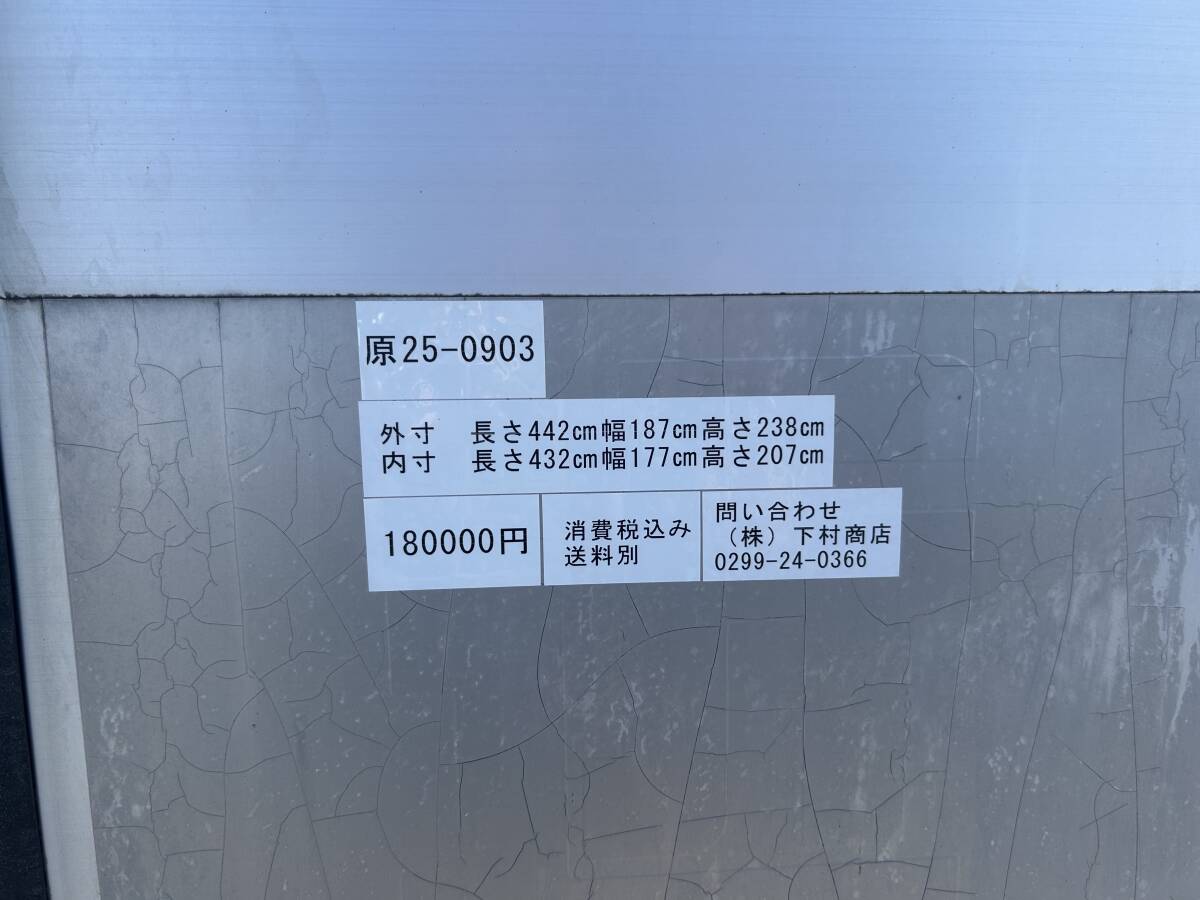 原25-0903
外寸　長さ442㎝幅187㎝高さ238㎝
内寸　長さ432㎝幅177㎝高さ207㎝
180000円
消費税込み
送料別
問い合わせ
（株）下村商店
0299-24-0366